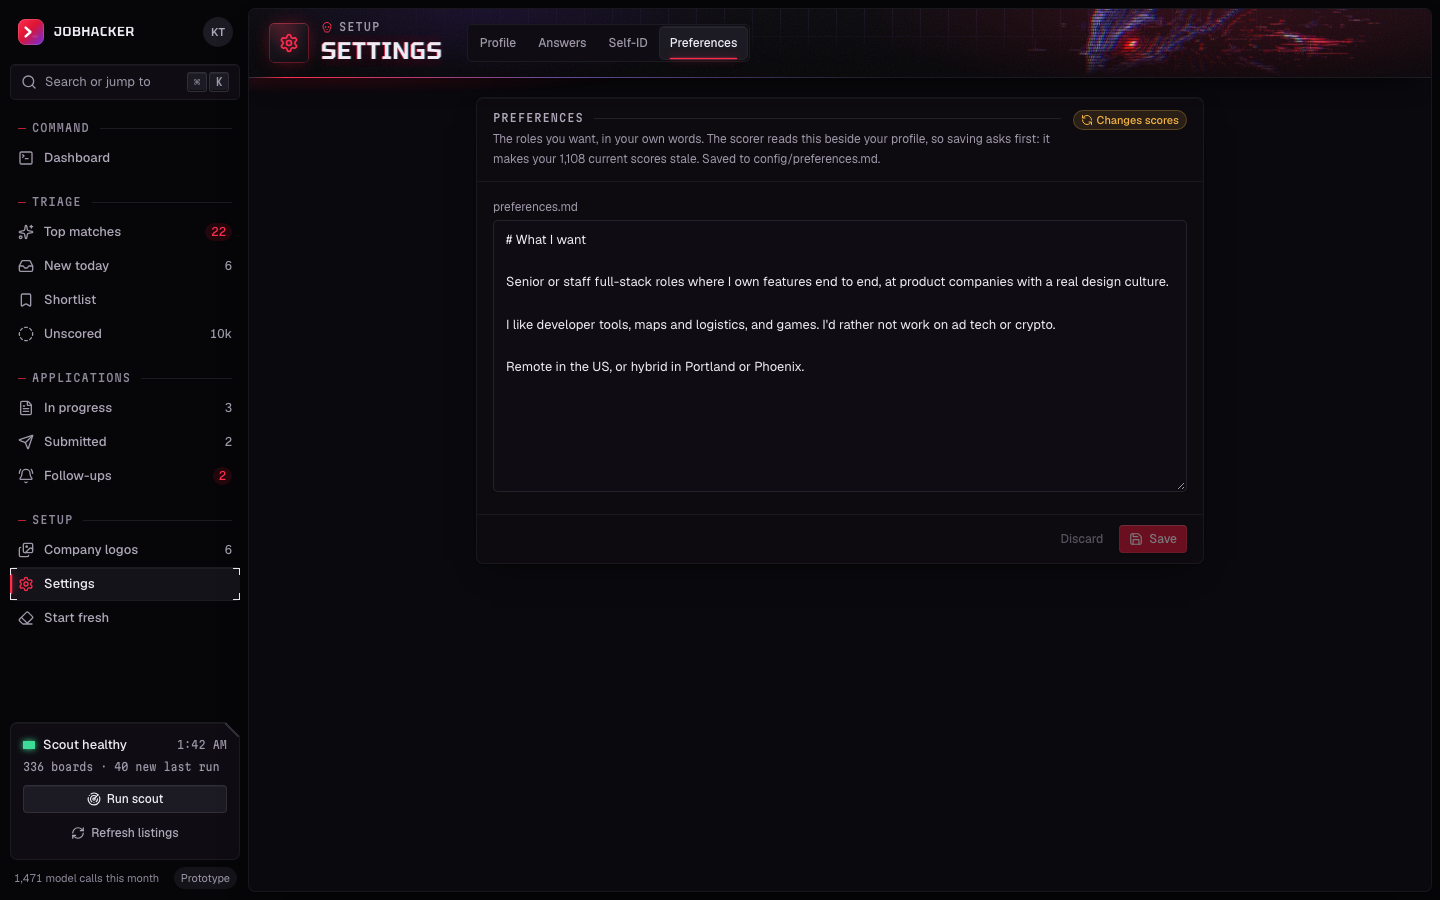 JOBHACKER
KT
Search or jump to
⌘ K
COMMAND
Dashboard
TRIAGE
Top matches 22
New today 6
Shortlist
Unscored 10k
APPLICATIONS
In progress 3
Submitted 2
Follow-ups 2
SETUP
Company logos 6
Settings
Start fresh
Scout healthy 1:42 AM
336 boards · 40 new last run
Run scout
Refresh listings
1,471 model calls this month Prototype
SETUP
SETTINGS
Profile Answers Self-ID Preferences
PREFERENCES
Changes scores
The roles you want, in your own words. The scorer reads this beside your profile, so saving asks first: it
makes your 1,108 current scores stale. Saved to config/preferences.md.
preferences.md
# What I want
Senior or staff full-stack roles where I own features end to end, at product companies with a real design culture.
I like developer tools, maps and logistics, and games. I'd rather not work on ad tech or crypto.
Remote in the US, or hybrid in Portland or Phoenix.
Discard Save